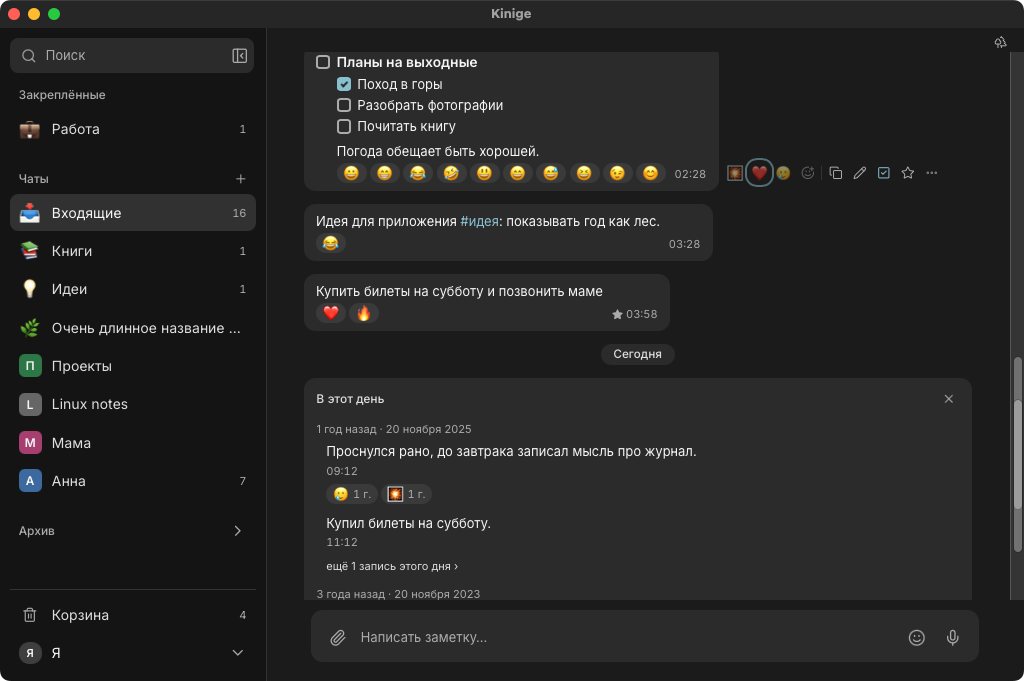 Kinige
Поиск
Закреплённые
Работа 1
Чаты
Входящие 16
Книги 1
Идеи 1
Очень длинное название ...
П Проекты
L Linux notes
М Мама
А Анна 7
Архив
Корзина 4
Я Я
Планы на выходные
Поход в горы
Разобрать фотографии
Почитать книгу
Погода обещает быть хорошей.
02:28
Идея для приложения #идея: показывать год как лес.
03:28
Купить билеты на субботу и позвонить маме
03:58
Сегодня
В этот день
1 год назад · 20 ноября 2025
Проснулся рано, до завтрака записал мысль про журнал.
09:12
1 г. 1 г.
Купил билеты на субботу.
11:12
ещё 1 запись этого дня ›
3 года назад · 20 ноября 2023
Написать заметку...